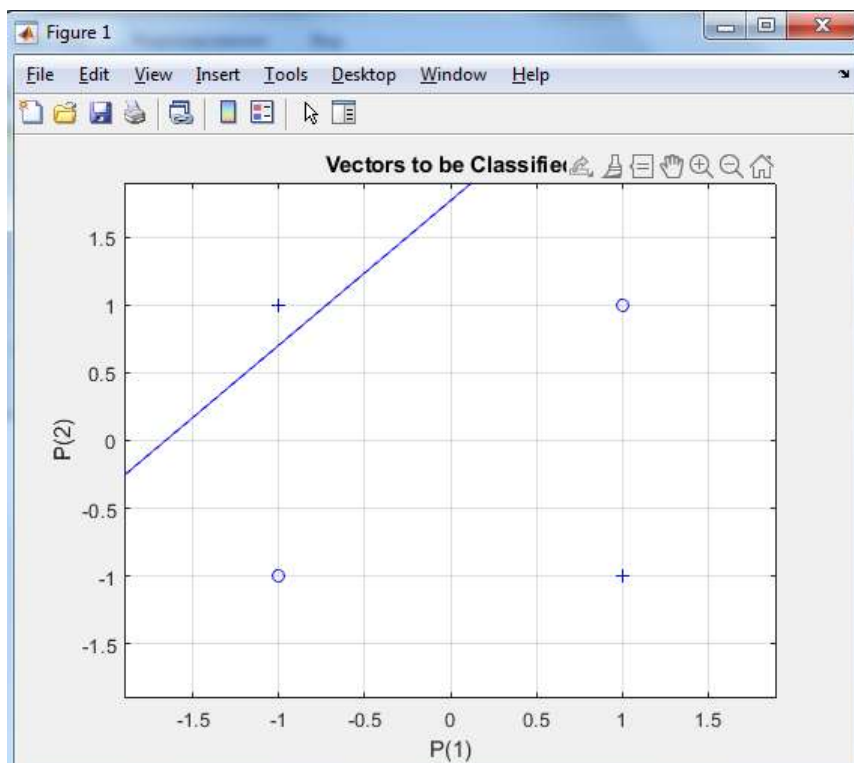 Figure 1
File Edit View Insert Tools Desktop Window Help
Vectors to be Classifie
1.5
1
0.5
0
-0.5
-1
-1.5
P(2)
-1.5 -1 -0.5 0 0.5 1 1.5
P(1)